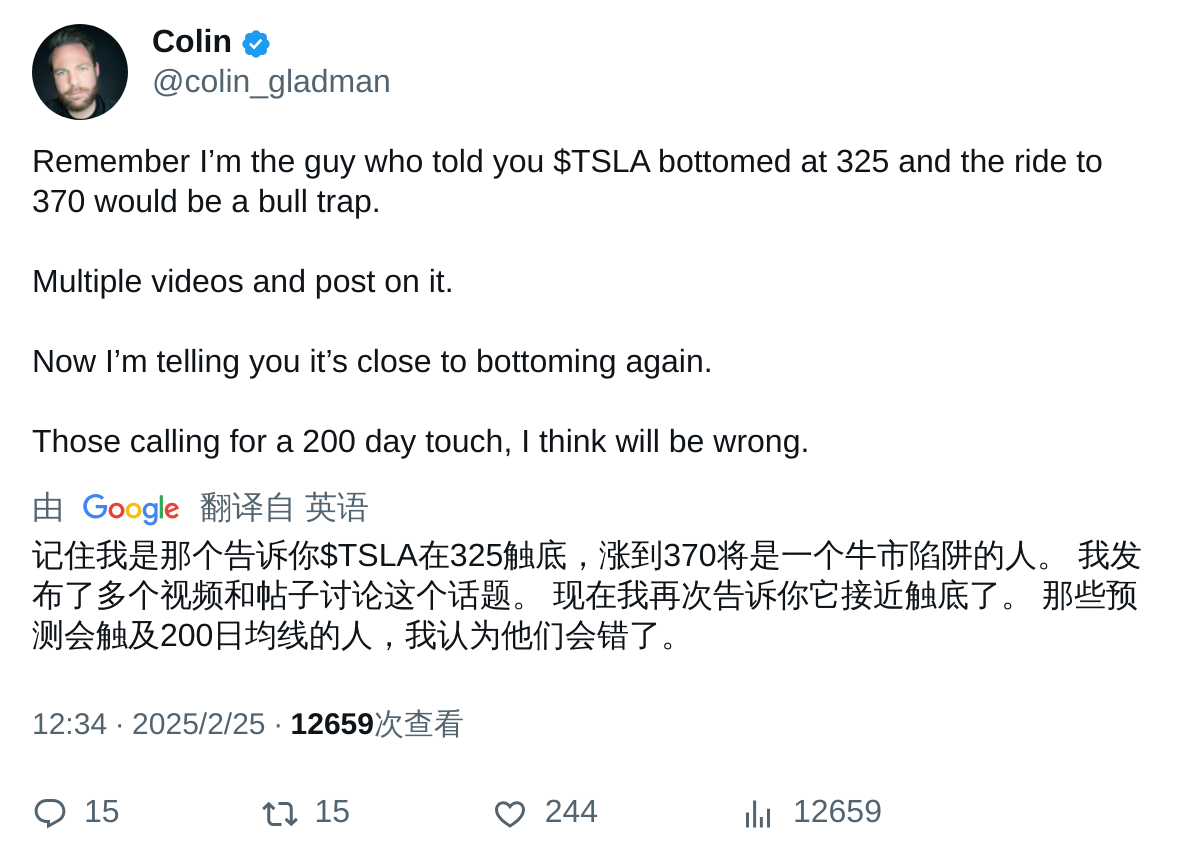 Colin
@colin_gladman
Remember I’m the guy who told you $TSLA bottomed at 325 and the ride to
370 would be a bull trap.
Multiple videos and post on it.
Now I’m telling you it’s close to bottoming again.
Those calling for a 200 day touch, I think will be wrong.
由 Google 翻译自 英语
记住我是那个告诉你$TSLA在325触底，涨到370将是一个牛市陷阱的人。 我发
布了多个视频和帖子讨论这个话题。 现在我再次告诉你它接近触底了。 那些预
测会触及200日均线的人，我认为他们会错了。
12:34 · 2025/2/25 · 12659次查看
15 15 244 12659